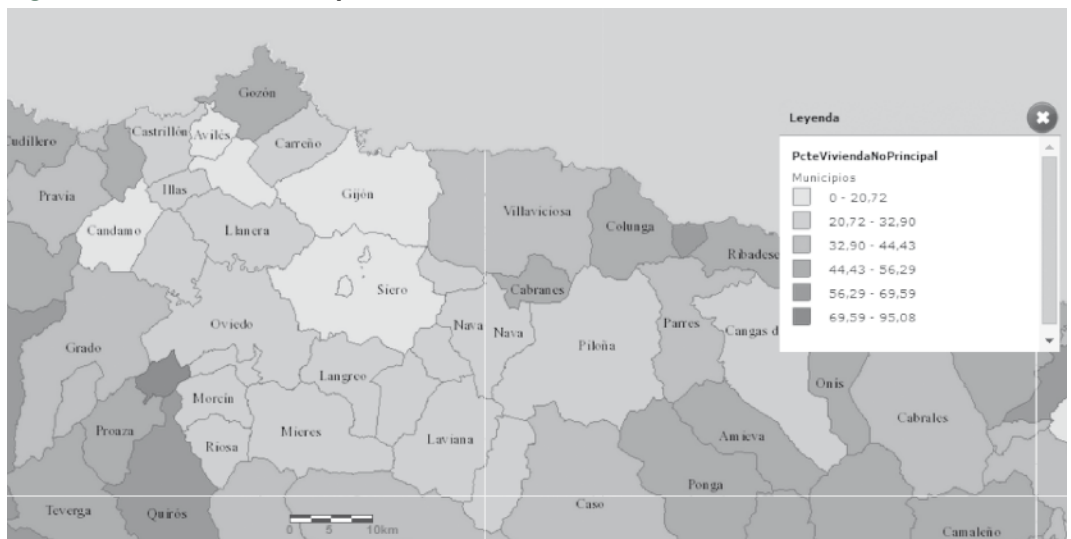 Gozón
Cudillero
Castrillón
Avilés
Carreño
Pravia
Illas
Gijón
Candamo
Llanera
Villaviciosa
Colunga
Ribadese
Siero
Cabranes
Oviedo
Nava
Nava
Parres
Cangas d
Piloña
Grado
Langreo
Onís
Morcín
Cabrales
Proaza
Riosa
Mieres
Laviana
Amieva
Teverga
Quirós
Caso
Ponga
Camaleño
0 5 10km
Leyenda
PcteViviendaNoPrincipal
Municipios
0 - 20,72
20,72 - 32,90
32,90 - 44,43
44,43 - 56,29
56,29 - 69,59
69,59 - 95,08